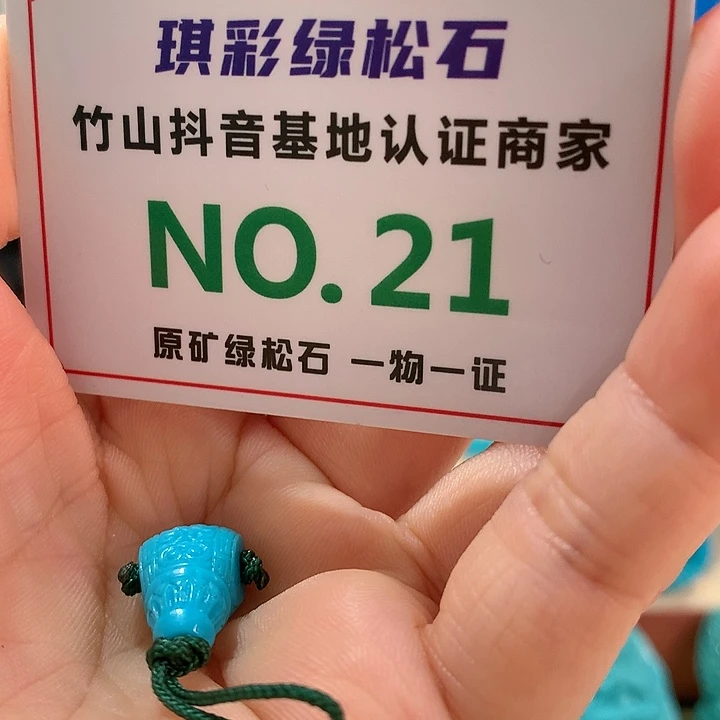 琪彩绿松石
竹山抖音基地认证商家
NO.21
原矿绿松石 一物一证